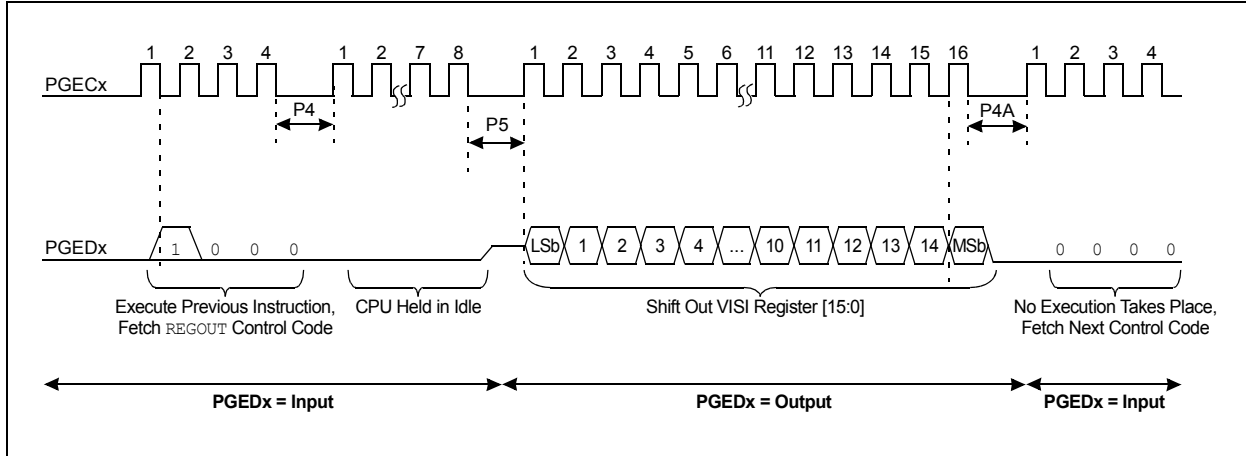 1 2 3 4 1 2 7 8 1 2 3 4 5 6 11 12 13 14 15 16 1 2 3 4
PGECx
P4 P5 P4A
PGEDx
1 0 0 0 LSb 1 2 3 4 ... 10 11 12 13 14 MSb 0 0 0 0
Execute Previous Instruction,
Fetch REGOUT Control Code
CPU Held in Idle
Shift Out VISI Register [15:0]
No Execution Takes Place,
Fetch Next Control Code
PGEDx = Input PGEDx = Output PGEDx = Input